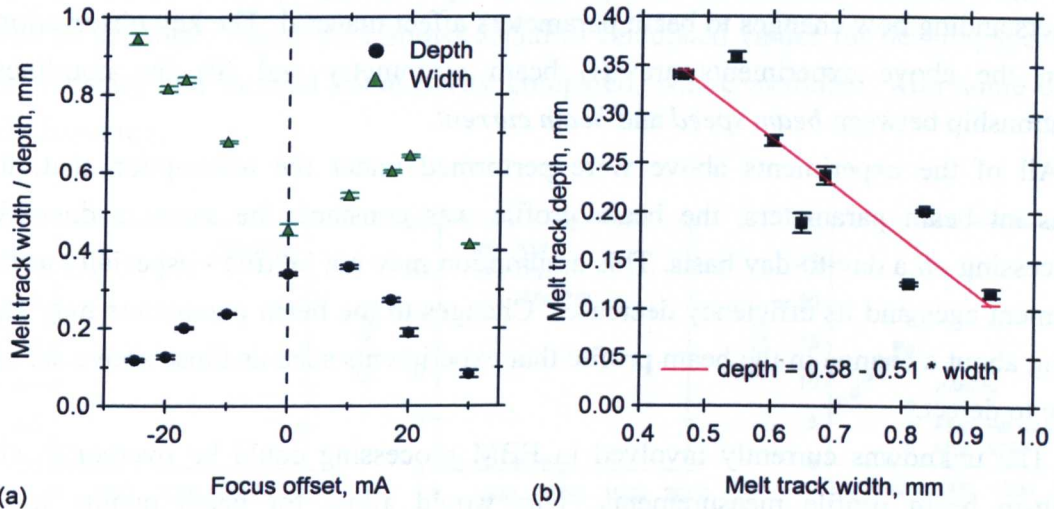 Melt track width / depth, mm
1.0
0.8
0.6
0.4
0.2
0.0
-20
0
20
Depth
Width
(a)
Focus offset, mA
Melt track depth, mm
0.40
0.35
0.30
0.25
0.20
0.15
0.10
0.05
0.00
depth = 0.58 - 0.51 * width
0.4
0.5
0.6
0.7
0.8
0.9
1.0
(b)
Melt track width, mm